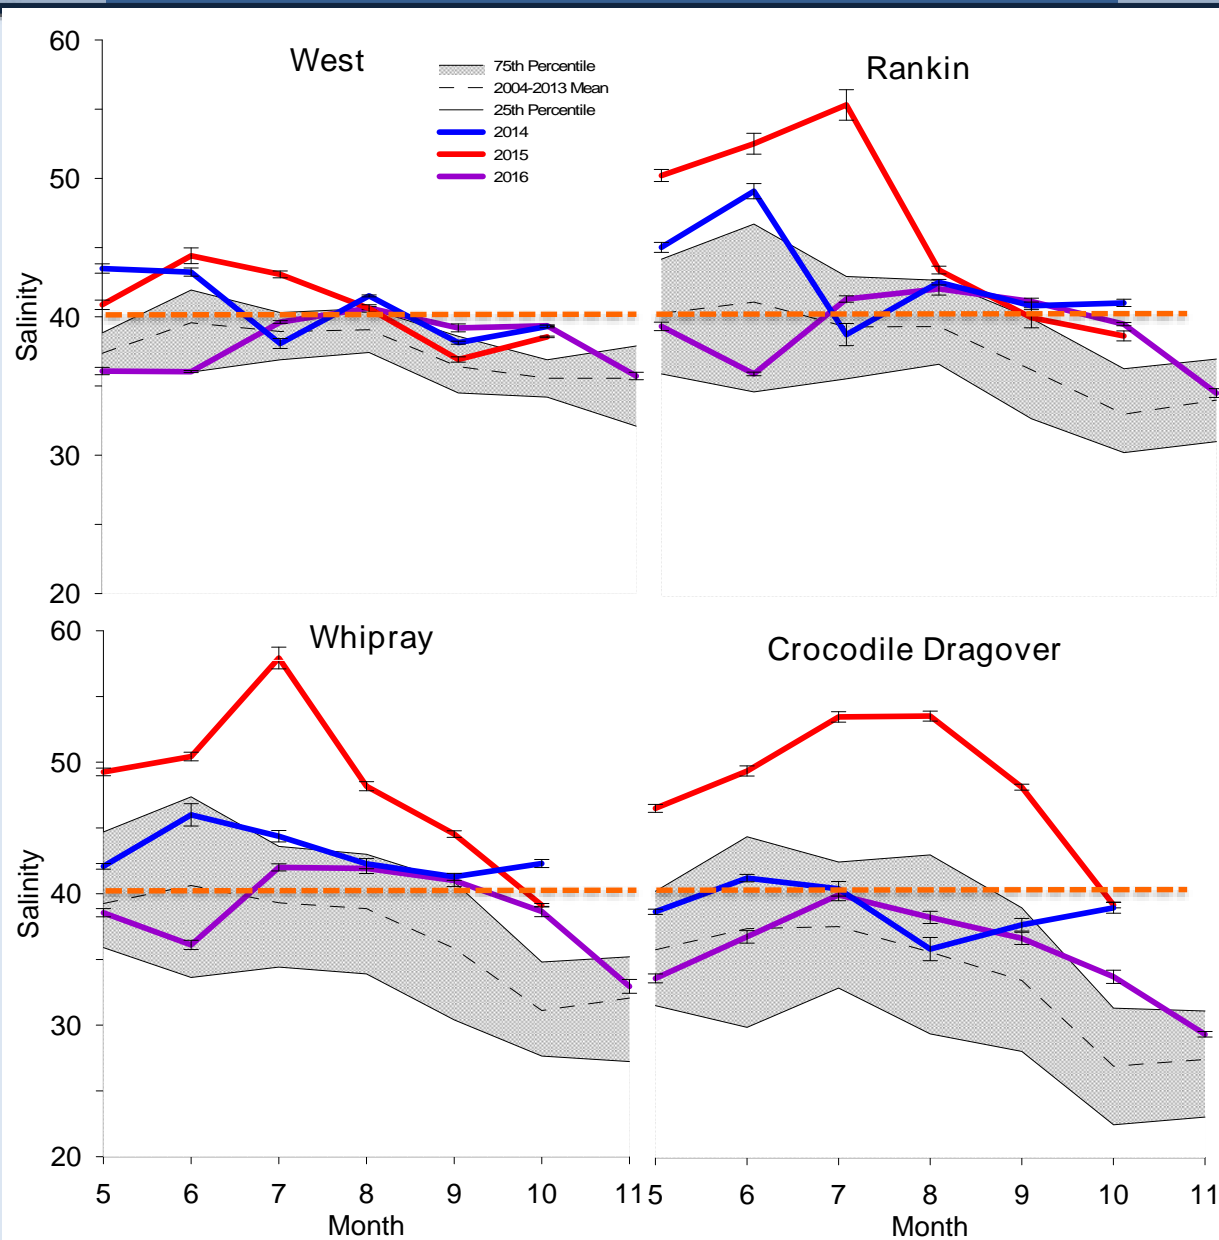 60
West
75th Percentile
2004-2013 Mean
25th Percentile
2014
2015
2016
Rankin
50
Salinity
40
30
20
60
Whipray
Crocodile Dragover
50
Salinity
40
30
20
5 6 7 8 9 10 11 5 6 7 8 9 10 11
Month Month